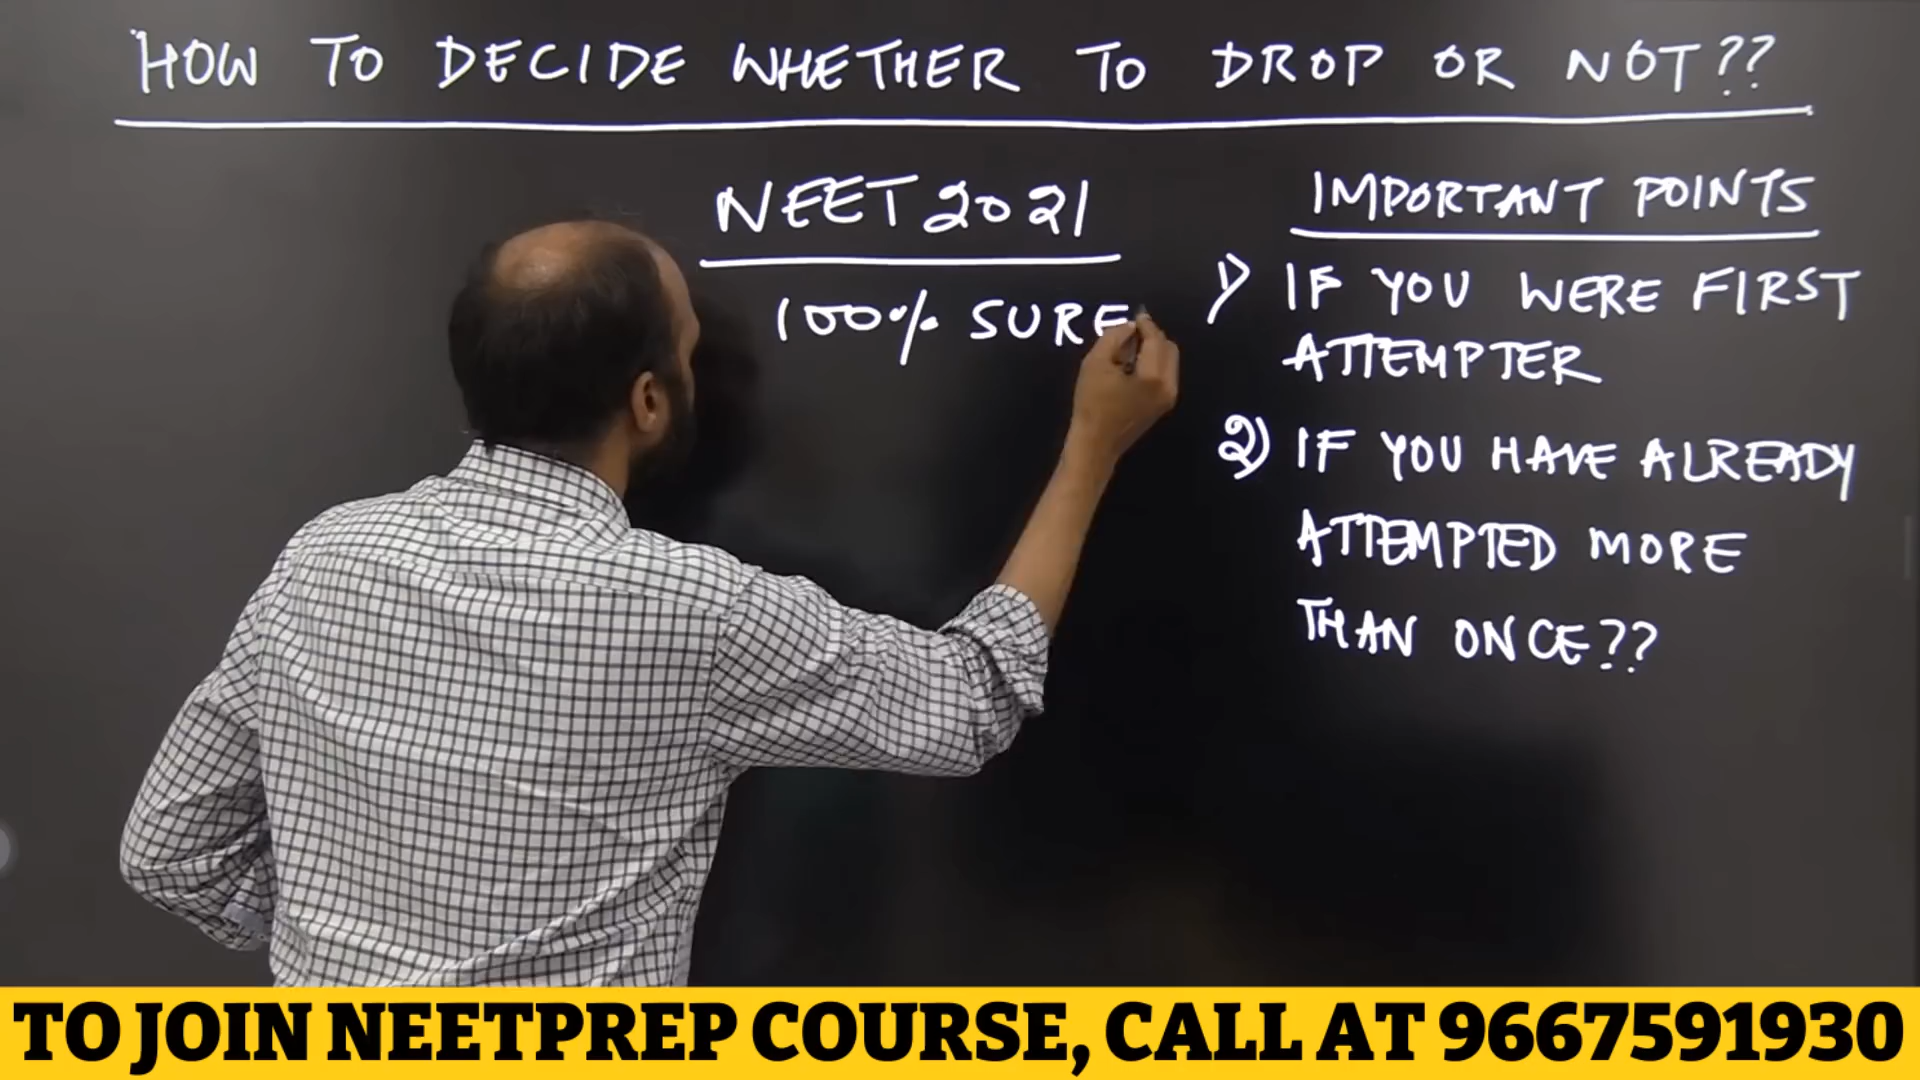 HOW TO DECIDE WHETHER TO DROP OR NOT??
NEET 2021
100% SURE
IMPORTANT POINTS
1) IF YOU WERE FIRST
ATTEMPTER
2) IF YOU HAVE ALREADY
ATTEMPTED MORE
THAN ONCE??
TO JOIN NEETPREP COURSE, CALL AT 9667591930